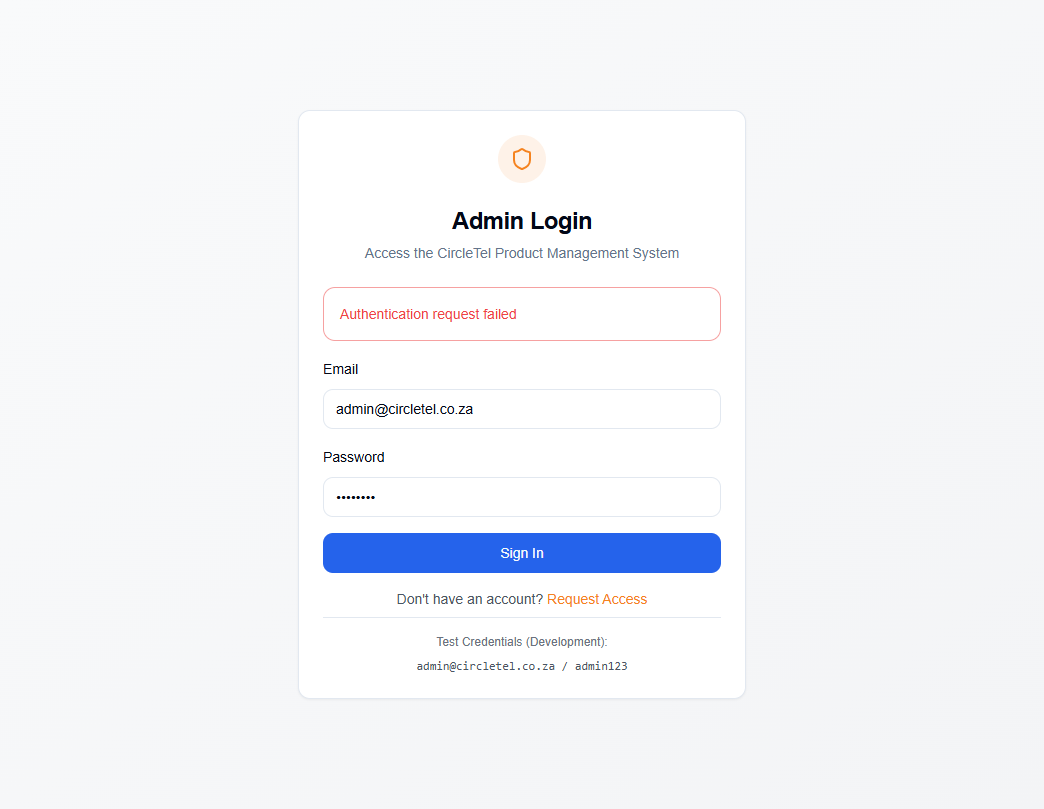 Admin Login
Access the CircleTel Product Management System
Authentication request failed
Email
admin@circletel.co.za
Password
••••••••
Sign In
Don't have an account? Request Access
Test Credentials (Development):
admin@circletel.co.za / admin123